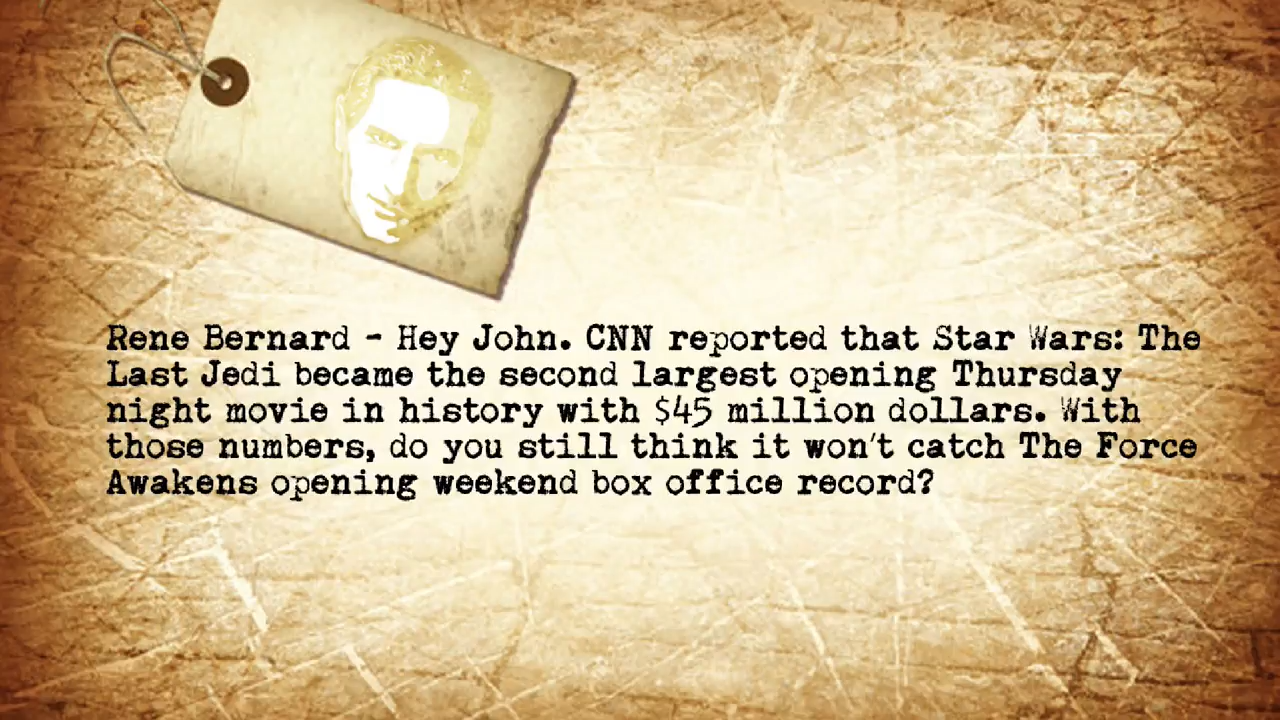 Rene Bernard - Hey John. CNN reported that Star Wars: The
Last Jedi became the second largest opening Thursday
night movie in history with $45 million dollars. With
those numbers, do you still think it won't catch The Force
Awakens opening weekend box office record?